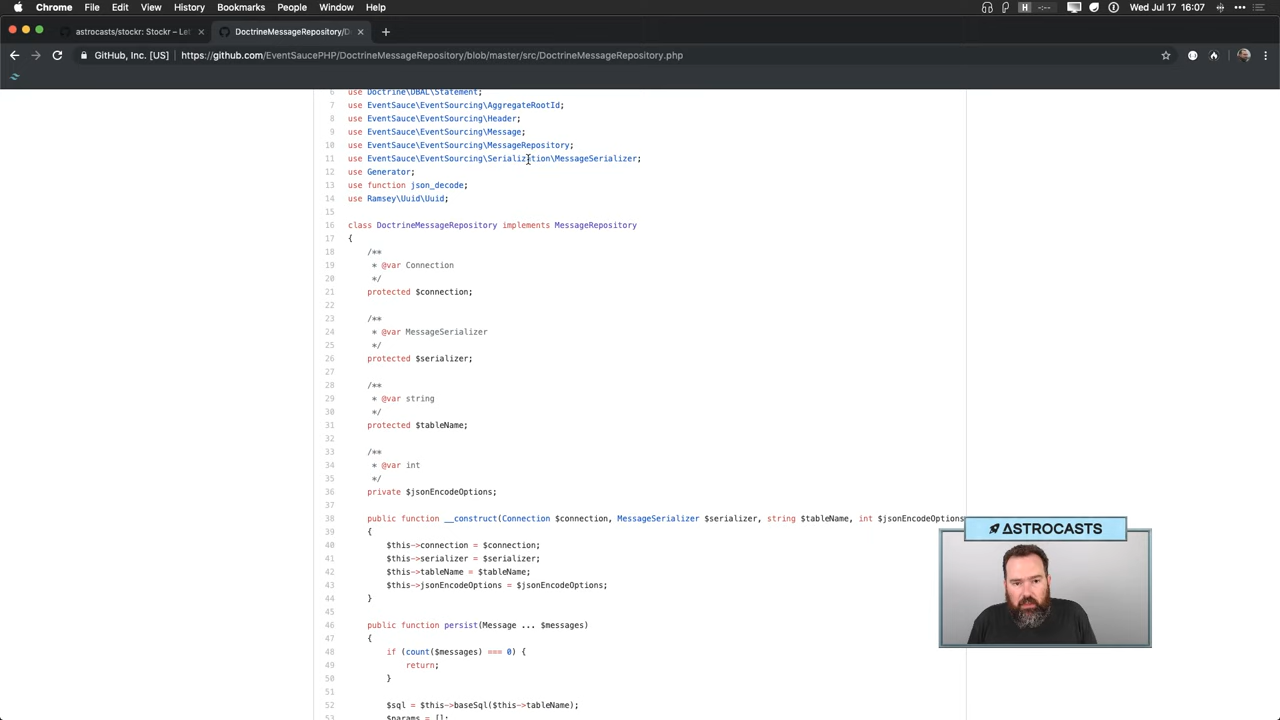 Chrome File Edit View History Bookmarks People Window Help
Wed Jul 17 16:07
astrocasts/stockr: Stockr – Le
DoctrineMessageRepository/D
GitHub, Inc. [US] https://github.com/EventSaucePHP/DoctrineMessageRepository/blob/master/src/DoctrineMessageRepository.php
6 use Doctrine\DBAL\Statement;
7 use EventSauce\EventSourcing\AggregateRootId;
8 use EventSauce\EventSourcing\Header;
9 use EventSauce\EventSourcing\Message;
10 use EventSauce\EventSourcing\MessageRepository;
11 use EventSauce\EventSourcing\Serialization\MessageSerializer;
12 use Generator;
13 use function json_decode;
14 use Ramsey\Uuid\Uuid;
15
16 class DoctrineMessageRepository implements MessageRepository
17 {
18 /**
19 * @var Connection
20 */
21 protected $connection;
22
23 /**
24 * @var MessageSerializer
25 */
26 protected $serializer;
27
28 /**
29 * @var string
30 */
31 protected $tableName;
32
33 /**
34 * @var int
35 */
36 private $jsonEncodeOptions;
37
38 public function __construct(Connection $connection, MessageSerializer $serializer, string $tableName, int $jsonEncodeOptions
39 {
40 $this->connection = $connection;
41 $this->serializer = $serializer;
42 $this->tableName = $tableName;
43 $this->jsonEncodeOptions = $jsonEncodeOptions;
44 }
45
46 public function persist(Message ... $messages)
47 {
48 if (count($messages) === 0) {
49 return;
50 }
51
52 $sql = $this->baseSql($this->tableName);
53 $params = [];
ASTROCASTS